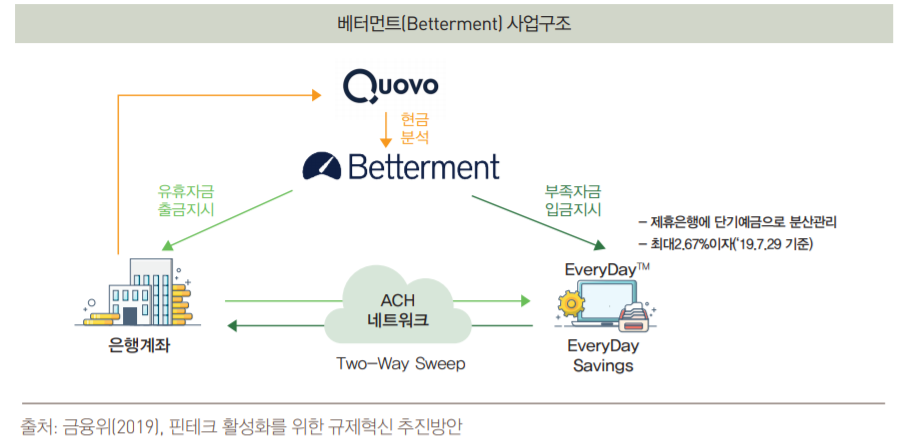 베터먼트(Betterment) 사업구조
Quovo
현금
분석
Betterment
유휴자금
출금지시
부족자금
입금지시
– 제휴은행에 단기예금으로 분산관리
– 최대2,67%이자('19,7,29 기준)
EveryDay™
ACH
네트워크
은행계좌
Two-Way Sweep
EveryDay
Savings
출처: 금융위(2019), 핀테크 활성화를 위한 규제혁신 추진방안